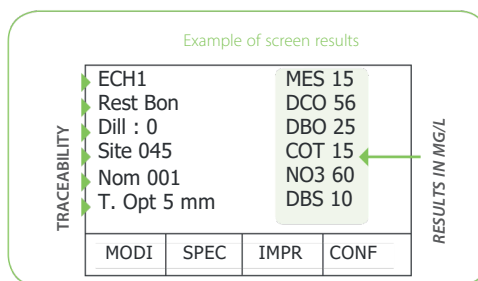 Example of screen results
TRACEABILITY
ECH1
Rest Bon
Dill : 0
Site 045
Nom 001
T. Opt 5 mm
MES 15
DCO 56
DBO 25
COT 15
NO3 60
DBS 10
RESULTS IN MG/L
MODI SPEC IMPR CONF